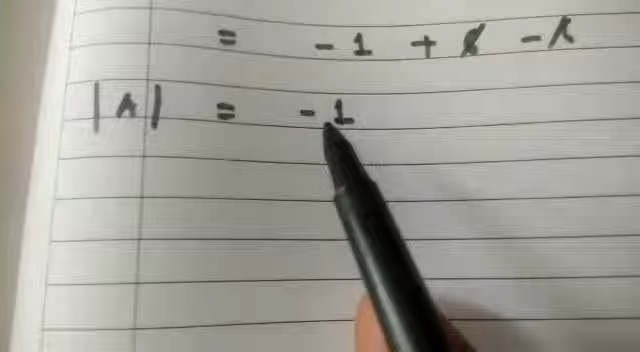 = -1 +
|A| = -1